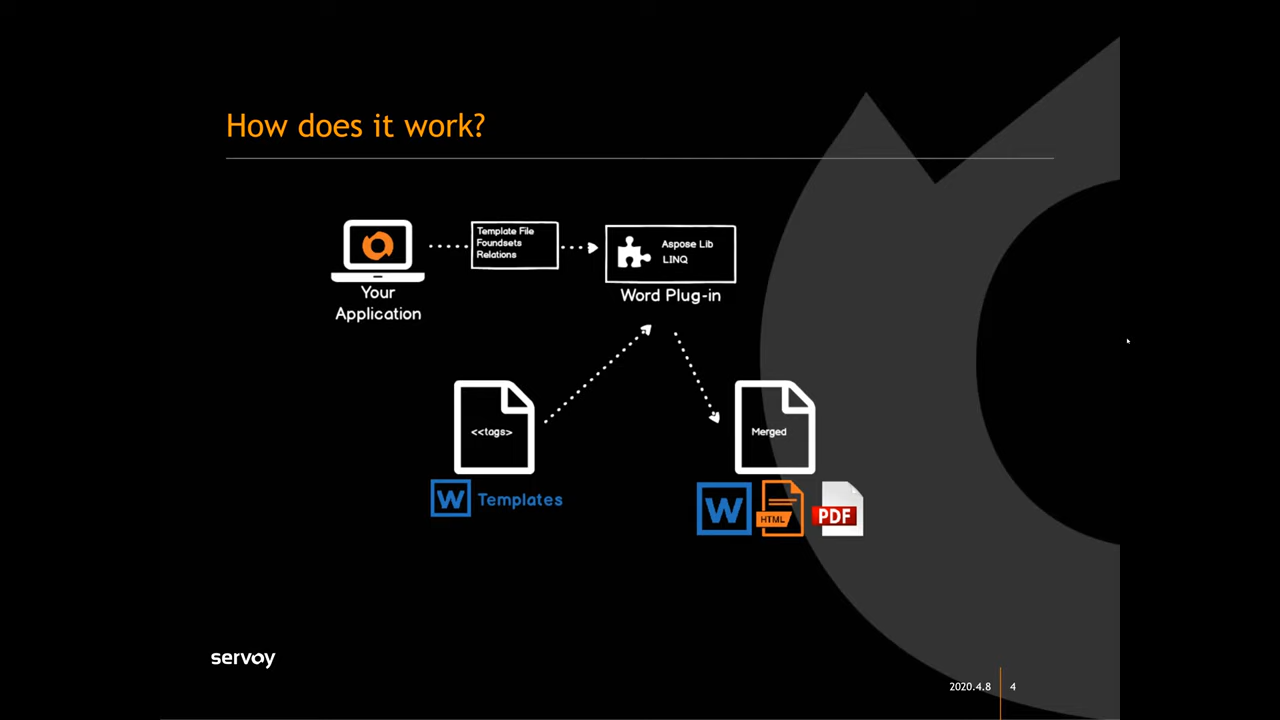 How does it work?
Template File
Foundsets
Relations
Aspose Lib
LINQ
Your
Application
Word Plug-in
<<tags>
Merged
W Templates
W
HTML
PDF
servoy
2020.4.8
4